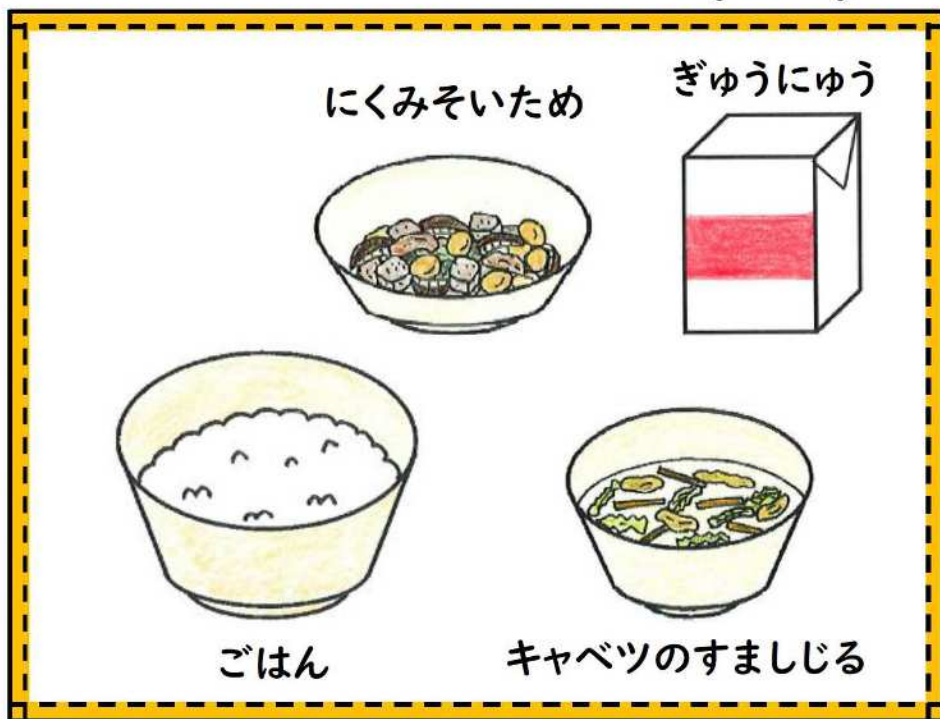 にくみそいため
ぎゅうにゅう
ごはん
キャベツのすましじる